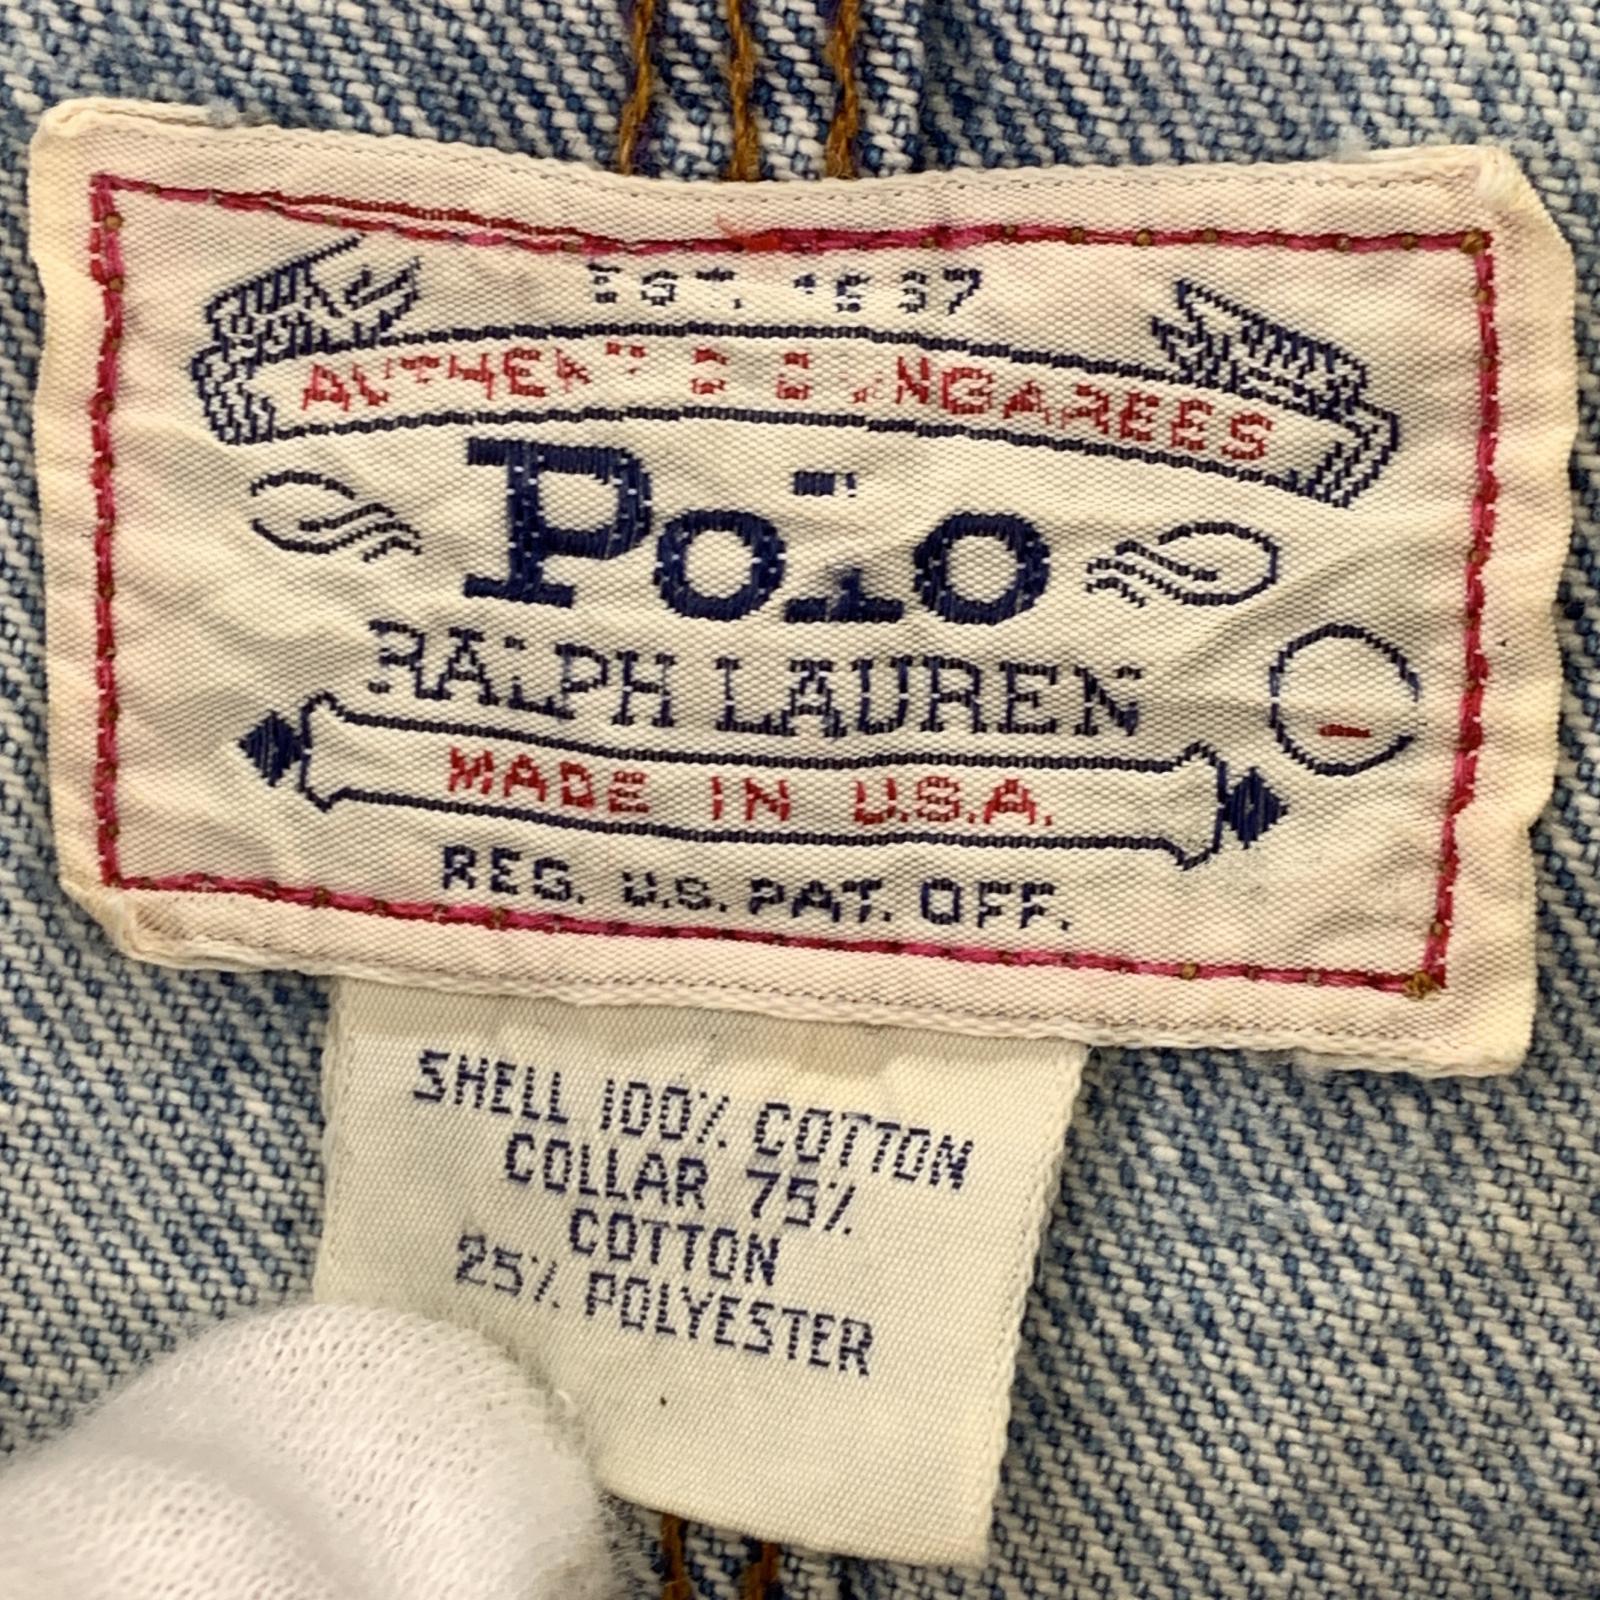 EST. 1967
AUTHENTIC DUNGAREES
Polo
RALPH LAUREN
MADE IN U.S.A.
REG. U.S. PAT. OFF.
SHELL 100% COTTON
COLLAR 75%
COTTON
25% POLYESTER